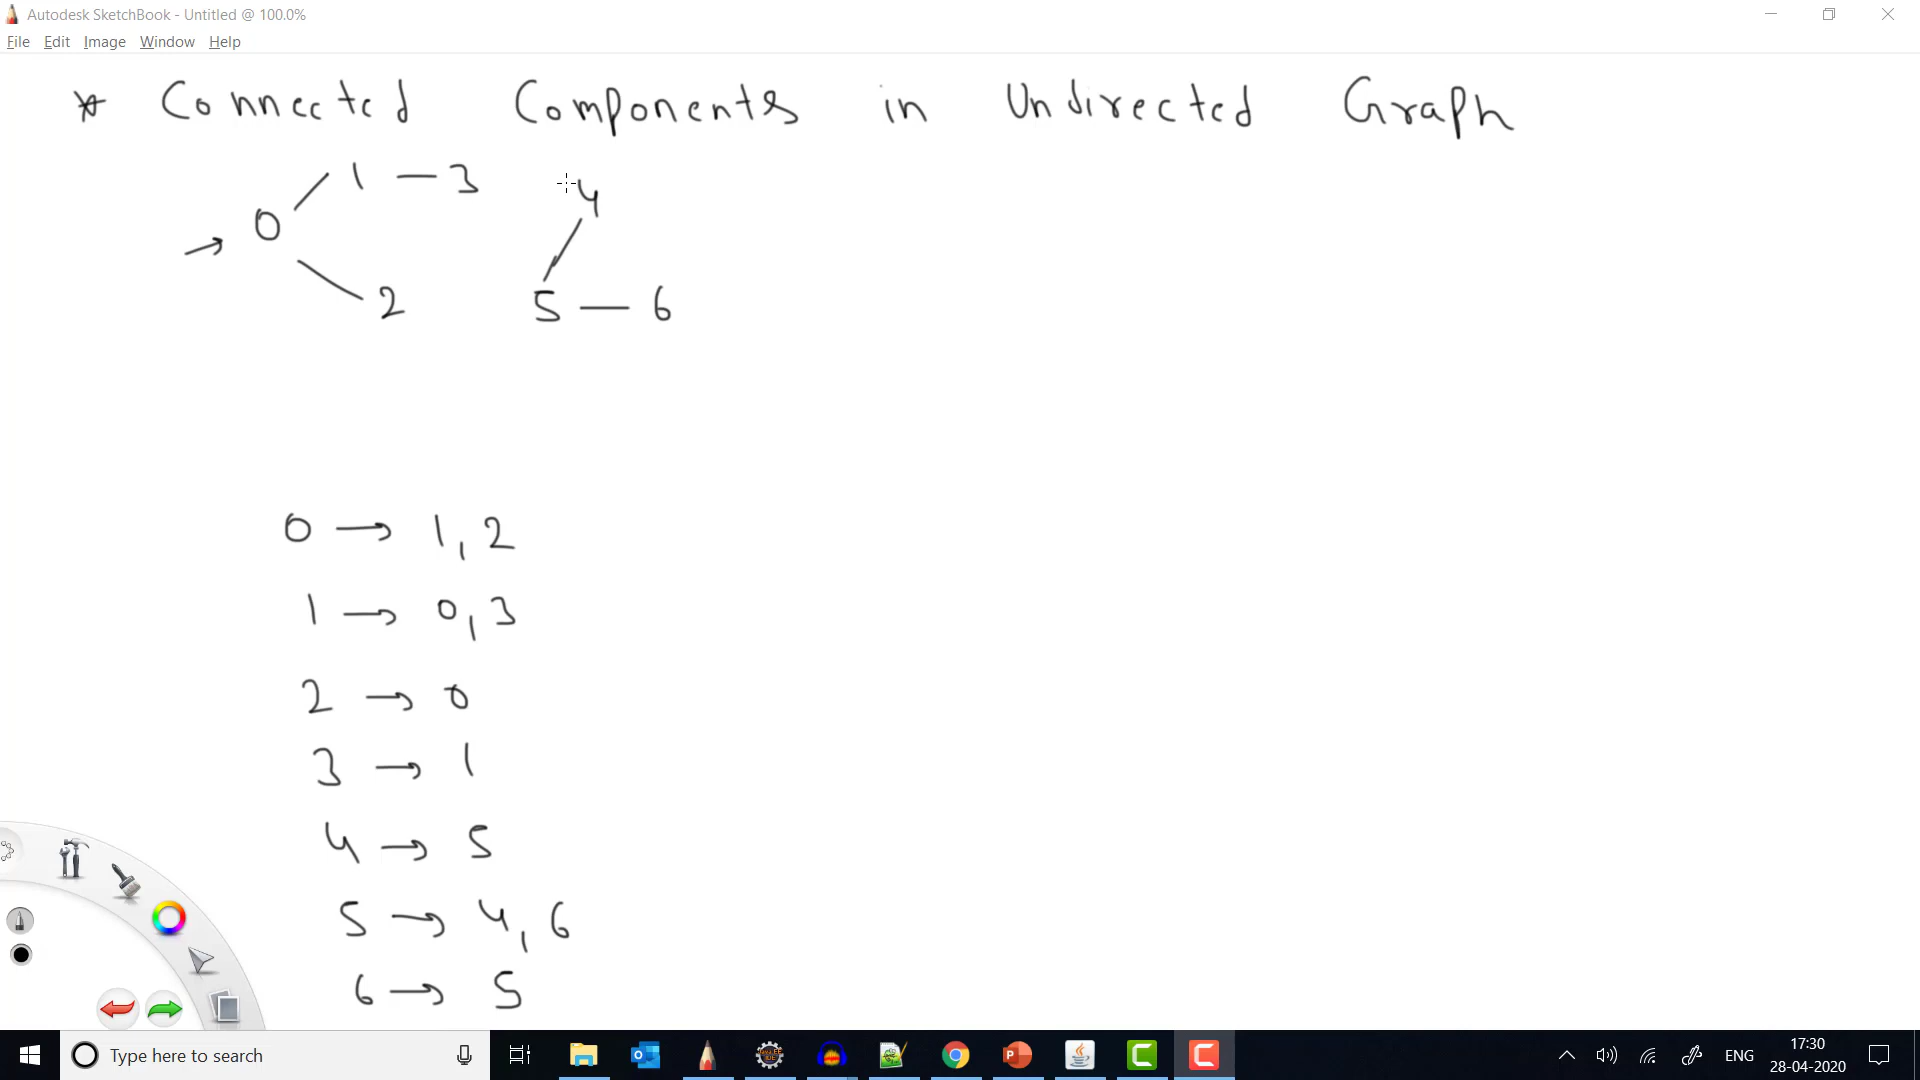 Autodesk SketchBook - Untitled @ 100.0%
File Edit Image Window Help
* Connected Components in Undirected Graph
1 — 3 4
0
→
2 5 — 6
0 → 1, 2
1 → 0, 3
2 → 0
3 → 1
4 → 5
5 → 4, 6
6 → 5
Type here to search
ENG
17:30
28-04-2020